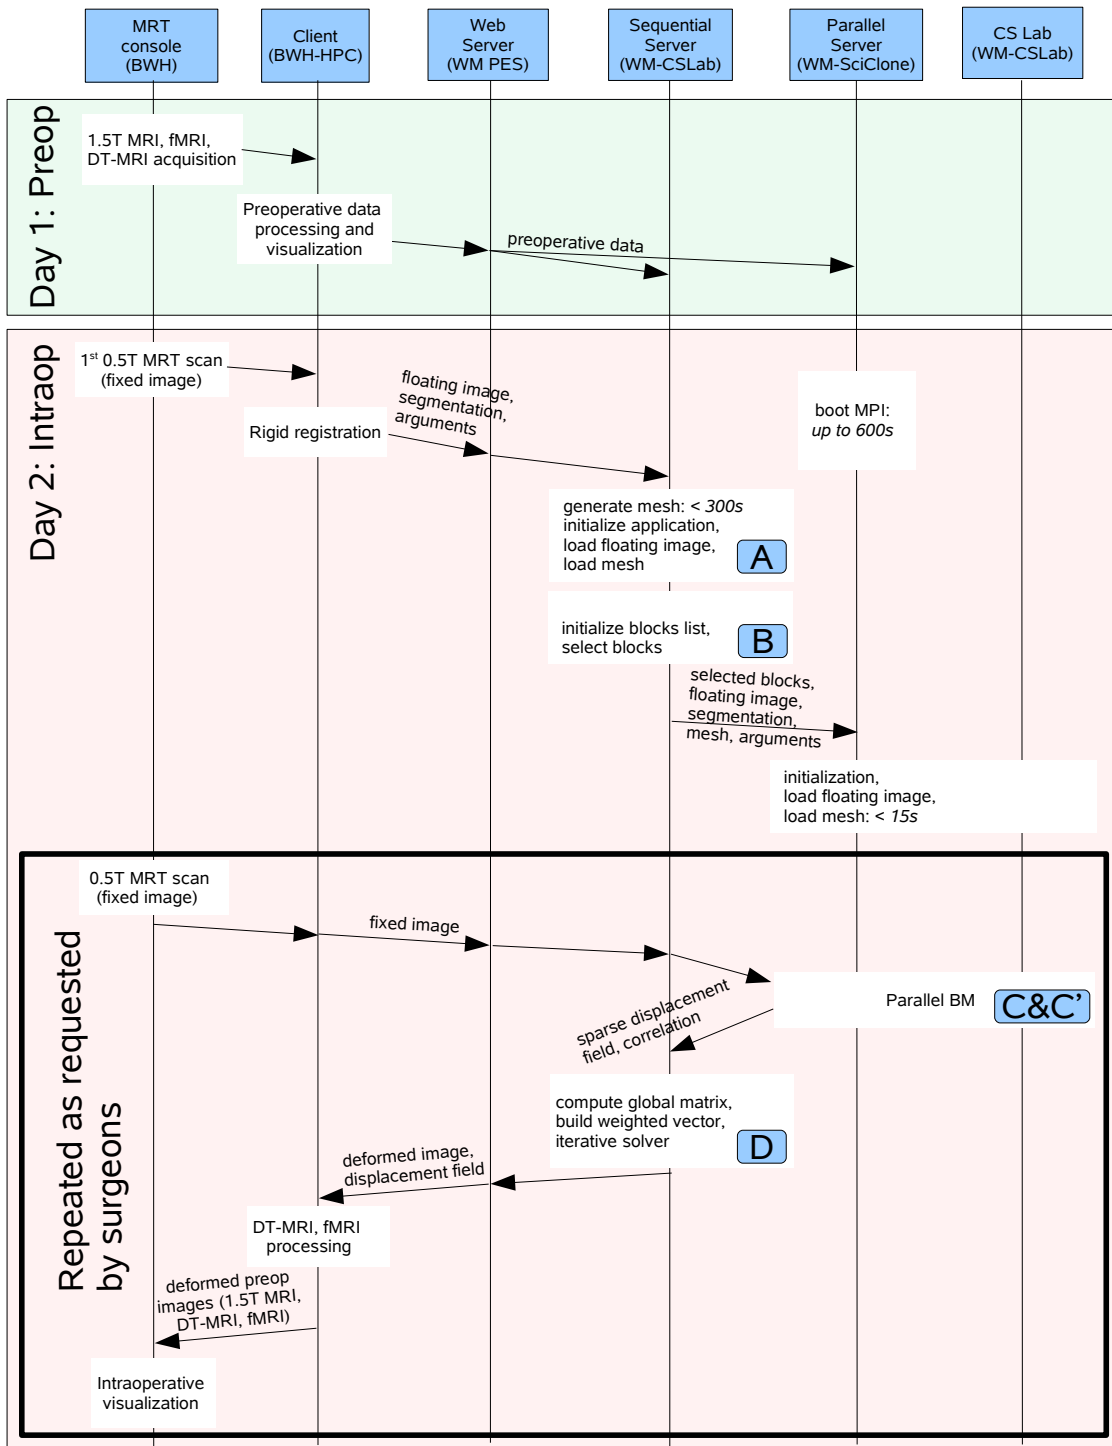 MRT
console
(BWH)
Client
(BWH-HPC)
Web
Server
(WM PES)
Sequential
Server
(WM-CSLab)
Parallel
Server
(WM-SciClone)
CS Lab
(WM-CSLab)
Day 1: Preop
1.5T MRI, fMRI,
DT-MRI acquisition
Preoperative data
processing and
visualization
preoperative data
Day 2: Intraop
1st 0.5T MRT scan
(fixed image)
Rigid registration
floating image,
segmentation,
arguments
boot MPI:
up to 600s
generate mesh: < 300s
initialize application,
load floating image,
load mesh
A
initialize blocks list,
select blocks
B
selected blocks,
floating image,
segmentation,
mesh, arguments
initialization,
load floating image,
load mesh: < 15s
Repeated as requested
by surgeons
0.5T MRT scan
(fixed image)
fixed image
Parallel BM
C&C'
sparse displacement
field, correlation
compute global matrix,
build weighted vector,
iterative solver
D
deformed image,
displacement field
DT-MRI, fMRI
processing
deformed preop
images (1.5T MRI,
DT-MRI, fMRI)
Intraoperative
visualization